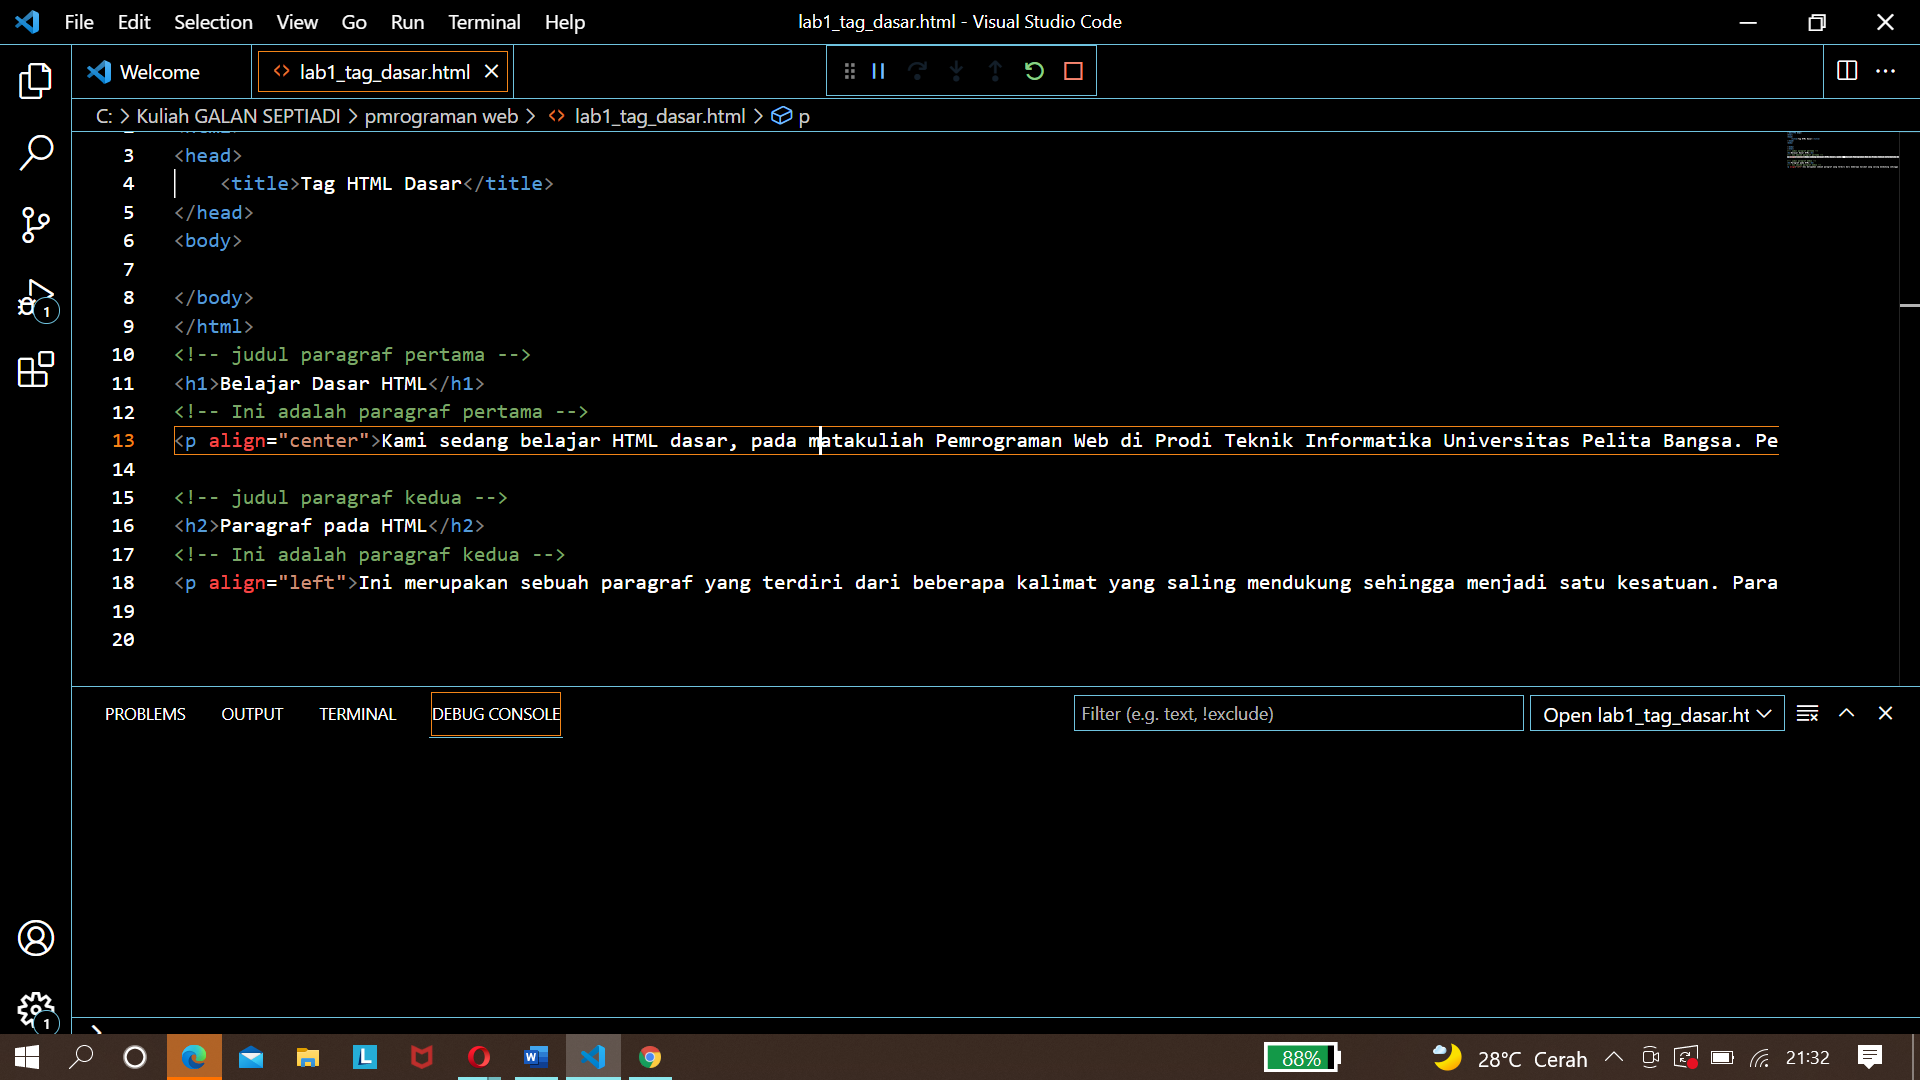 File Edit Selection View Go Run Terminal Help
lab1_tag_dasar.html - Visual Studio Code
Welcome
lab1_tag_dasar.html
C: > Kuliah GALAN SEPTIADI > pmrograman web > lab1_tag_dasar.html > p
3 <head>
4 <title>Tag HTML Dasar</title>
5 </head>
6 <body>
7
8 </body>
9 </html>
10 <!-- judul paragraf pertama -->
11 <h1>Belajar Dasar HTML</h1>
12 <!-- Ini adalah paragraf pertama -->
13 <p align="center">Kami sedang belajar HTML dasar, pada matakuliah Pemrograman Web di Prodi Teknik Informatika Universitas Pelita Bangsa. Pe
14
15 <!-- judul paragraf kedua -->
16 <h2>Paragraf pada HTML</h2>
17 <!-- Ini adalah paragraf kedua -->
18 <p align="left">Ini merupakan sebuah paragraf yang terdiri dari beberapa kalimat yang saling mendukung sehingga menjadi satu kesatuan. Para
19
20
1
PROBLEMS OUTPUT TERMINAL DEBUG CONSOLE
Filter (e.g. text, !exclude)
Open lab1_tag_dasar.ht
1
L
W
88%
28°C Cerah
21:32